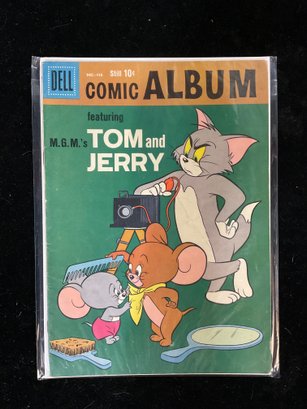 DELL
Still 10¢
COMIC ALBUM
featuring
M.G.M.'s TOM and
JERRY